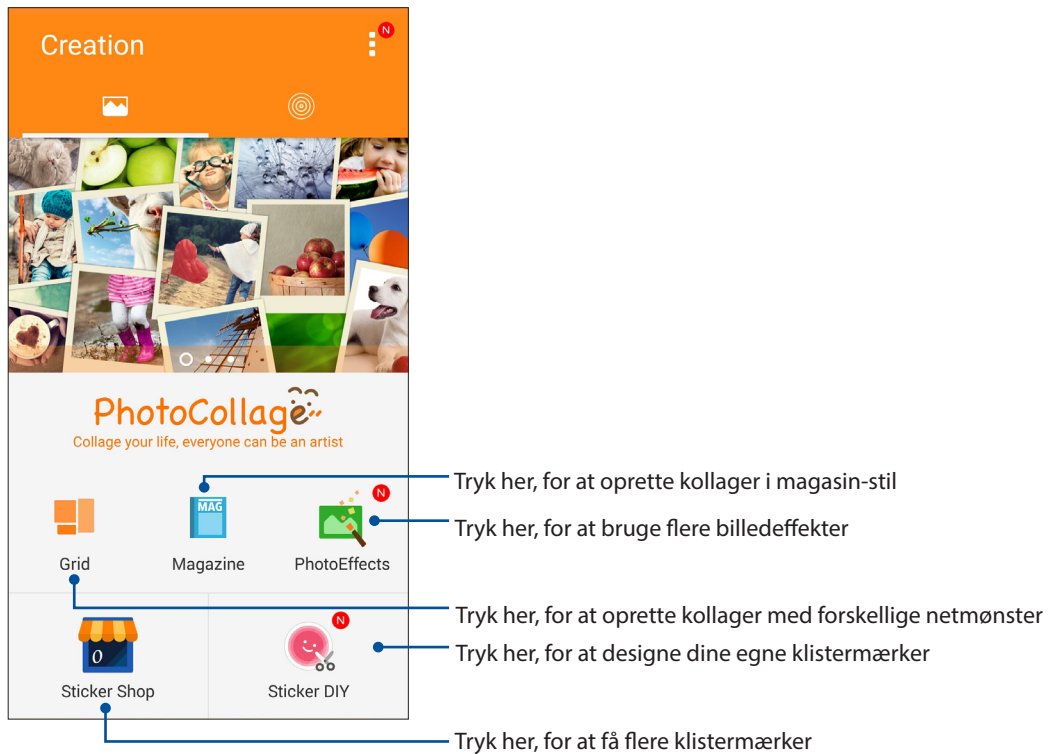 Creation
N
PhotoCollage
Collage your life, everyone can be an artist
Tryk her, for at oprette kollager i magasin-stil
MAG
N
Tryk her, for at bruge flere billedeffekter
Grid
Magazine
PhotoEffects
Tryk her, for at oprette kollager med forskellige netmønster
N
Tryk her, for at designe dine egne klistermærker
0
Sticker Shop
Sticker DIY
Tryk her, for at få flere klistermærker